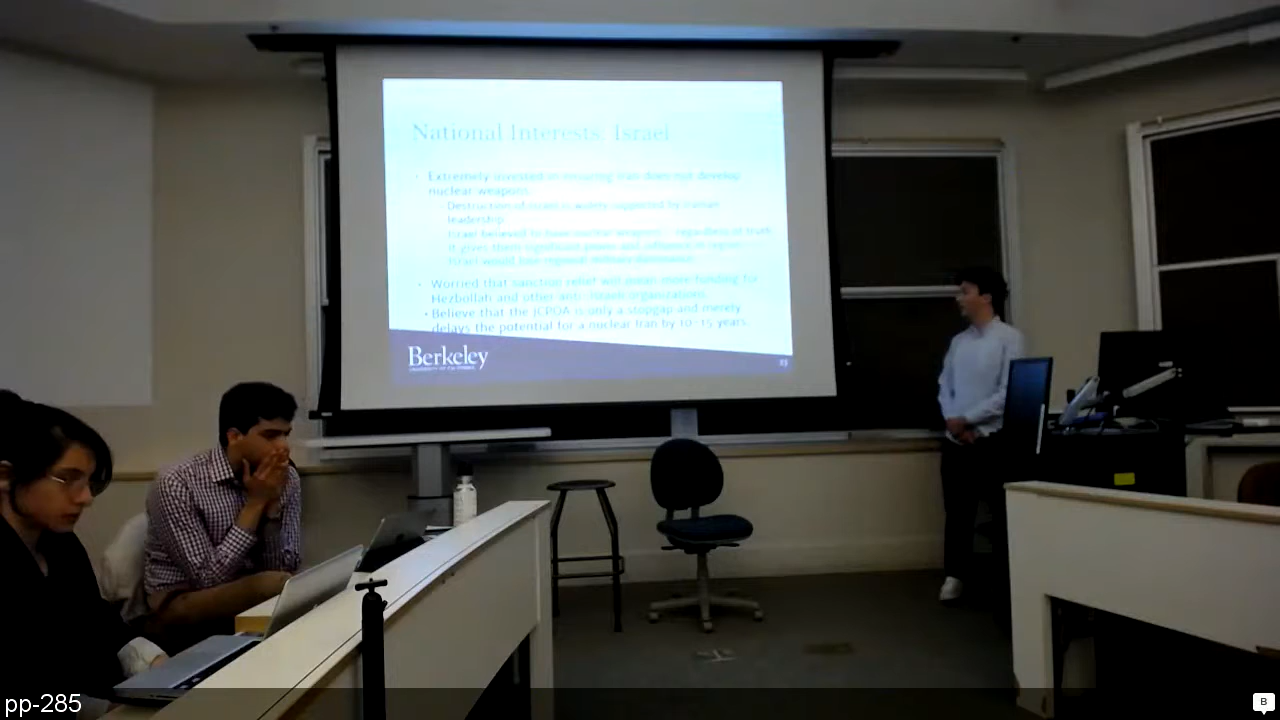 National Interests: Israel
Extremely invested in ensuring Iran does not develop
nuclear weapons
Destruction of Israel is widely supported by Iranian
leadership
Israel believed to have nuclear weapons - regardless of truth,
it gives them significant power and influence in region
Israel would lose regional military dominance
Worried that sanction relief will mean more funding for
Hezbollah and other anti-Israeli organizations
Believe that the JCPOA is only a stopgap and merely
delays the potential for a nuclear Iran by 10-15 years
Berkeley
UNIVERSITY OF CALIFORNIA
pp-285
B